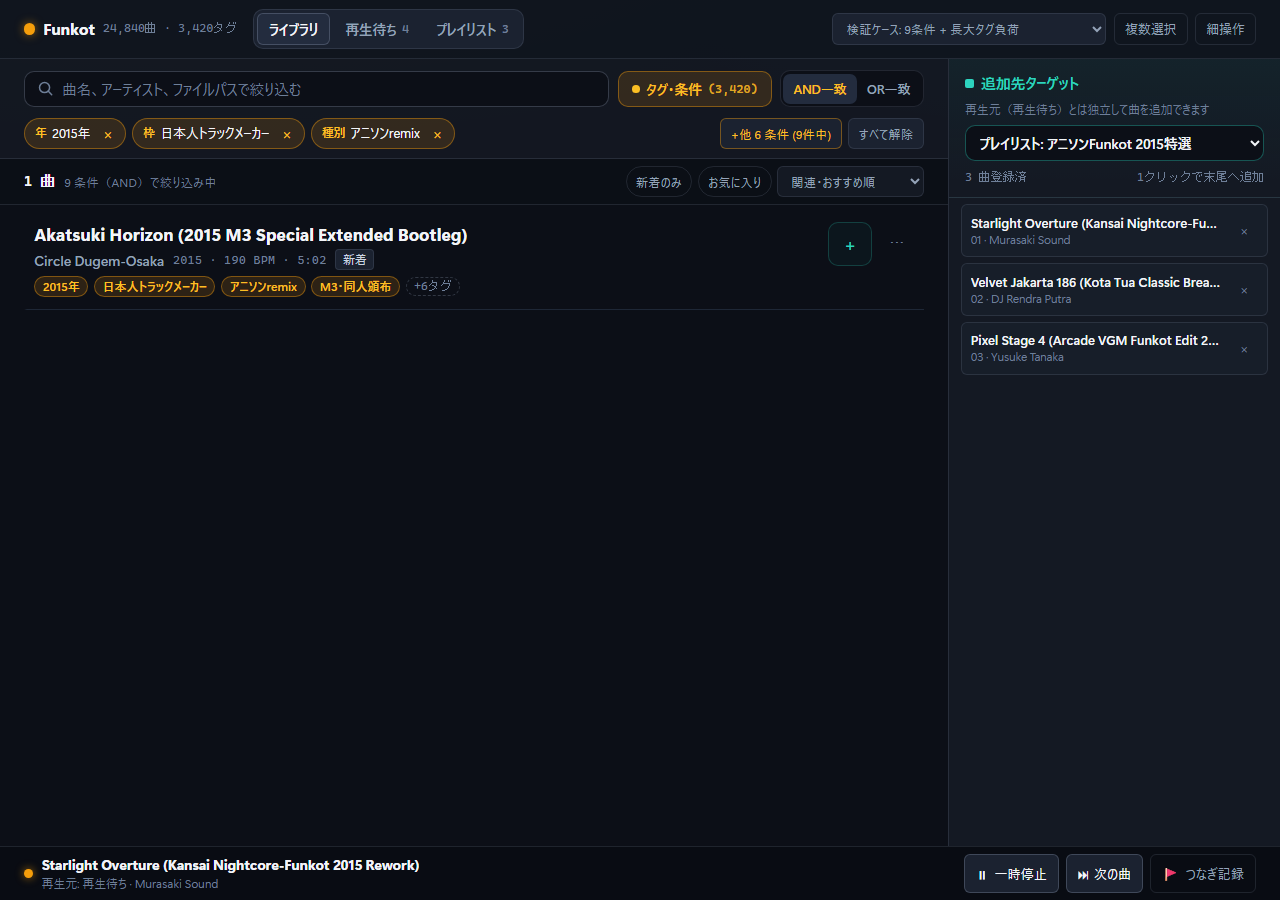 Funkot 24,840曲 · 3,420タグ ライブラリ 再生待ち 4 プレイリスト 3 検証ケース: 9条件 + 長大タグ負荷 複数選択 細操作
曲名、アーティスト、ファイルパスで絞り込む タグ・条件 (3,420) AND一致 OR一致
年 2015年 × 枠 日本人トラックメーカー × 種別 アニソンremix × +他 6 条件 (9件中) すべて解除
1 曲 9 条件（AND）で絞り込み中 新着のみ お気に入り 関連・おすすめ順
Akatsuki Horizon (2015 M3 Special Extended Bootleg) + ...
Circle Dugem-Osaka 2015 · 190 BPM · 5:02 新着
2015年 日本人トラックメーカー アニソンremix M3・同人頒布 +6タグ
追加先ターゲット
再生元（再生待ち）とは独立して曲を追加できます
プレイリスト: アニソンFunkot 2015特選
3 曲登録済 1クリックで末尾へ追加
Starlight Overture (Kansai Nightcore-Fu... ×
01 · Murasaki Sound
Velvet Jakarta 186 (Kota Tua Classic Brea... ×
02 · DJ Rendra Putra
Pixel Stage 4 (Arcade VGM Funkot Edit 2... ×
03 · Yusuke Tanaka
Starlight Overture (Kansai Nightcore-Funkot 2015 Rework)
再生元: 再生待ち · Murasaki Sound
⏸ 一時停止 ⏭ 次の曲 🚩 つなぎ記録